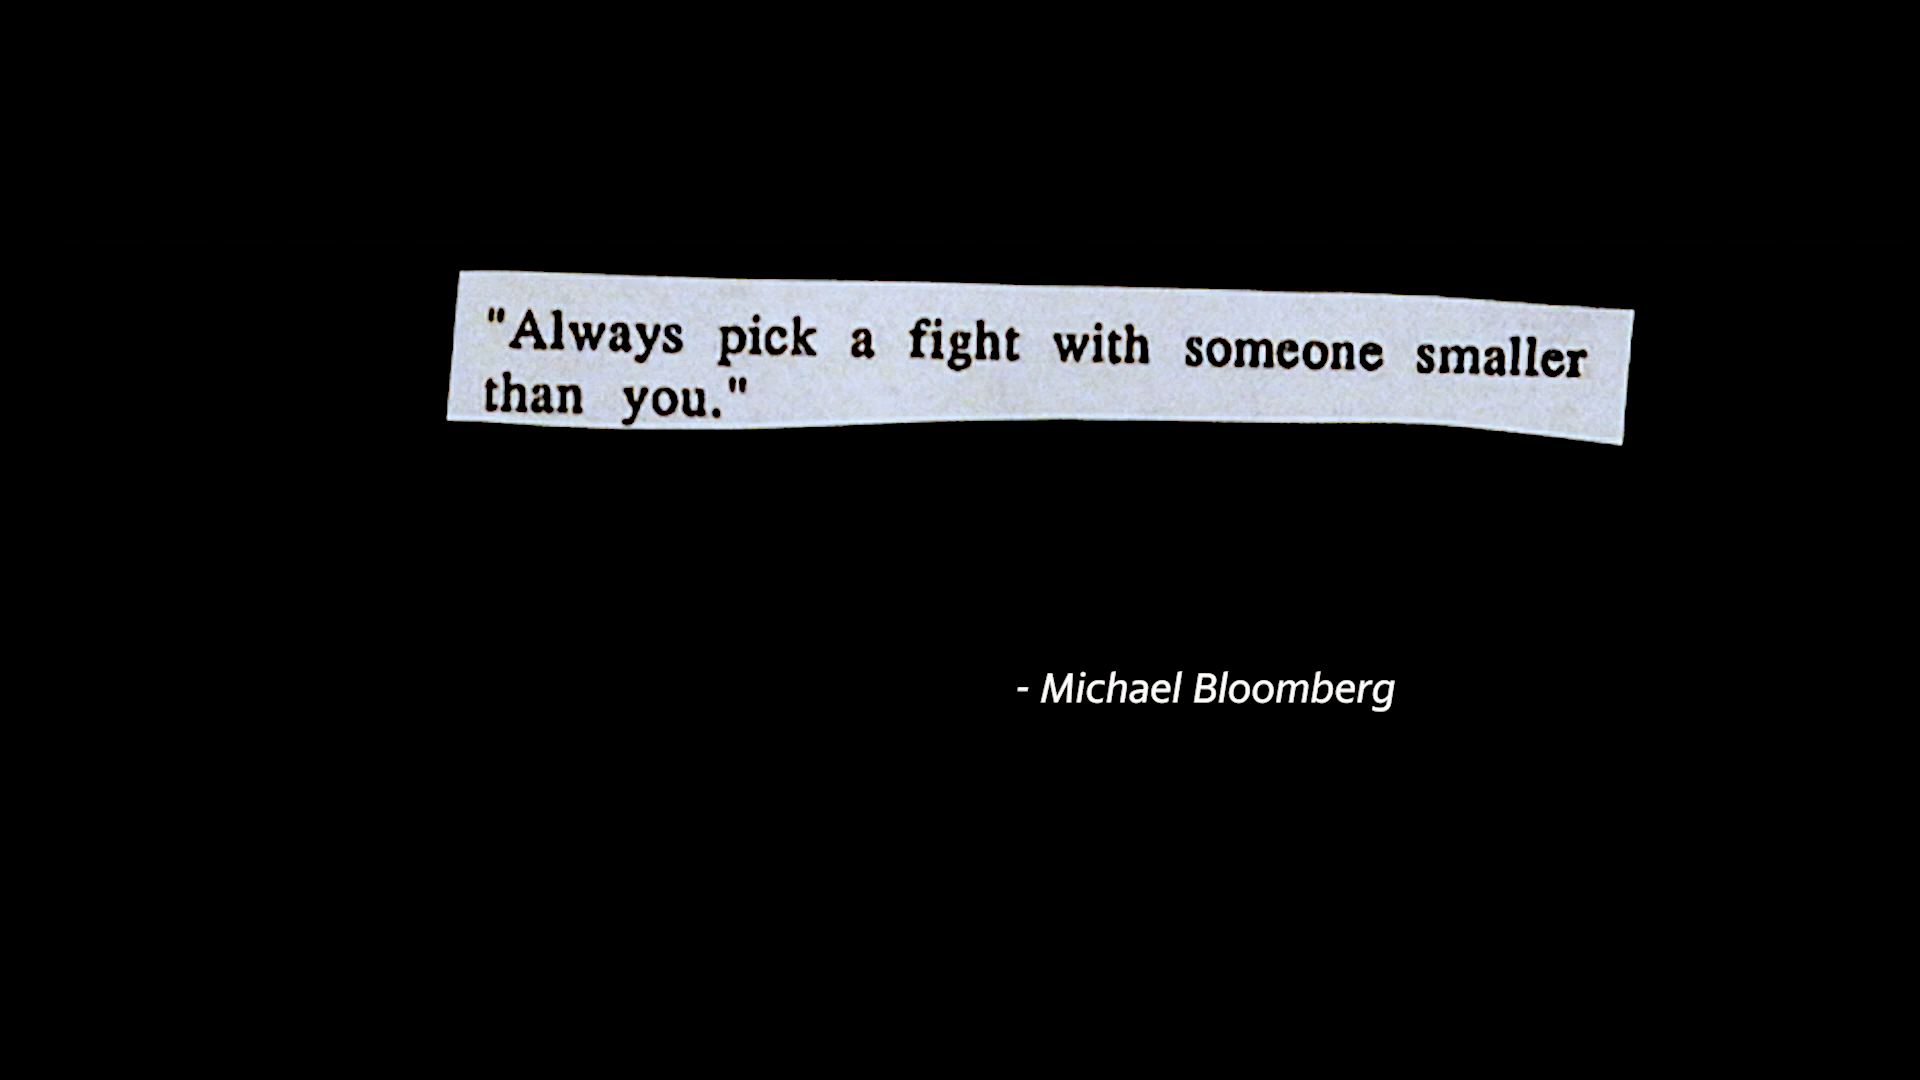 "Always pick a fight with someone smaller
than you."
- Michael Bloomberg